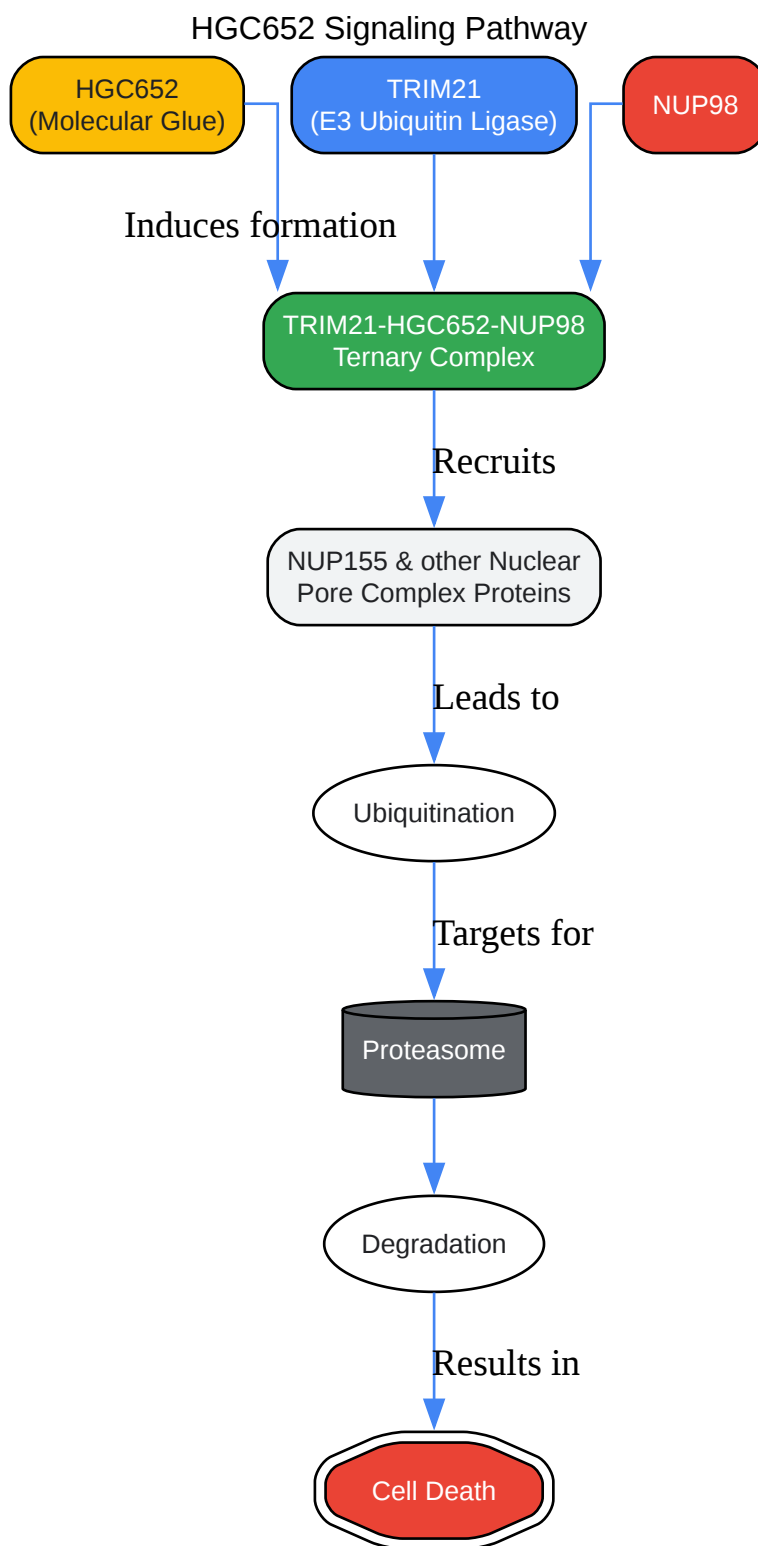 HGC652 Signaling Pathway
HGC652
(Molecular Glue)
TRIM21
(E3 Ubiquitin Ligase)
NUP98
Induces formation
TRIM21-HGC652-NUP98
Ternary Complex
Recruits
NUP155 & other Nuclear
Pore Complex Proteins
Leads to
Ubiquitination
Targets for
Proteasome
Degradation
Results in
Cell Death